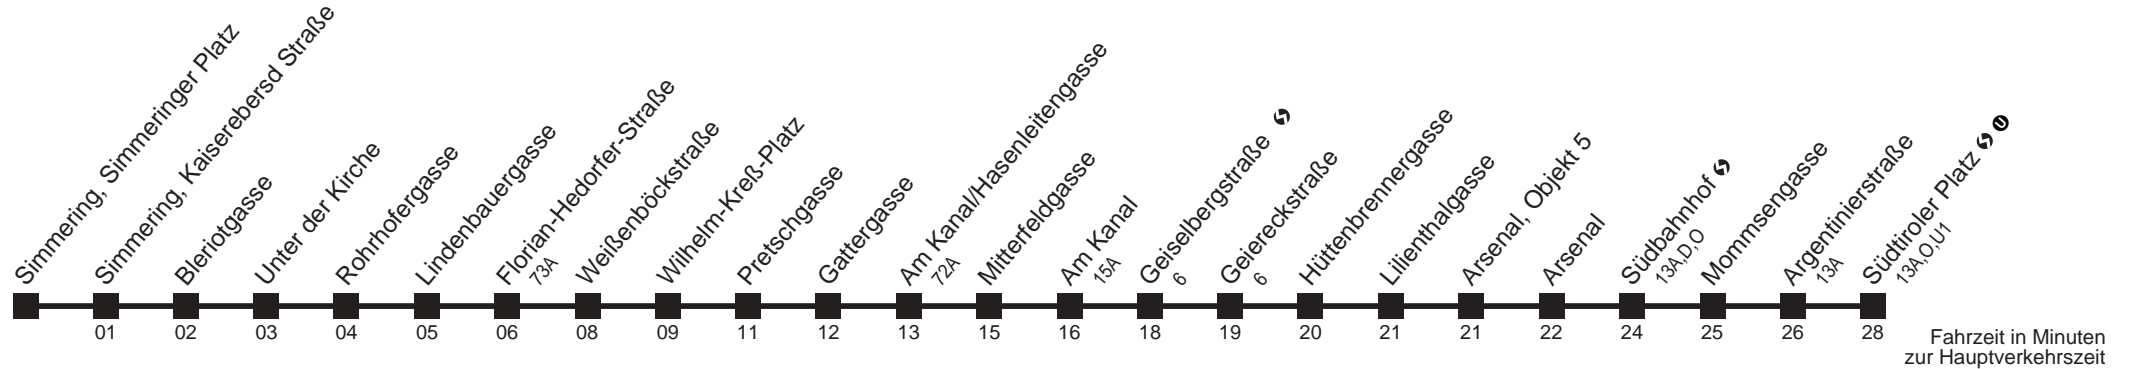 Simmering, Simmeringer Platz
Simmering, Kaiserebersd Straße
Bleriotgasse
Unter der Kirche
Rohrhofergasse
Lindenbauergasse
Florian-Hedorfer-Straße
73A
Weißenböckstraße
Wilhelm-Kreß-Platz
Pretschgasse
Gattergasse
Am Kanal//Hasenleitengasse
72A
Mitterfeldgasse
Am Kanal
15A
Geiselbergstraße S
6
Geiereckstraße
6
Hüttenbrennergasse
Lilienthalgasse
Arsenal, Objekt 5
Arsenal
Südbahnhof S
13A,D,O
Mommsengasse
Argentinierstraße
13A
Südtiroler Platz S U
13A,O,U1
01 02 03 04 05 06 08 09 11 12 13 15 16 18 19 20 21 21 22 24 25 26 28
Fahrzeit in Minuten
zur Hauptverkehrszeit